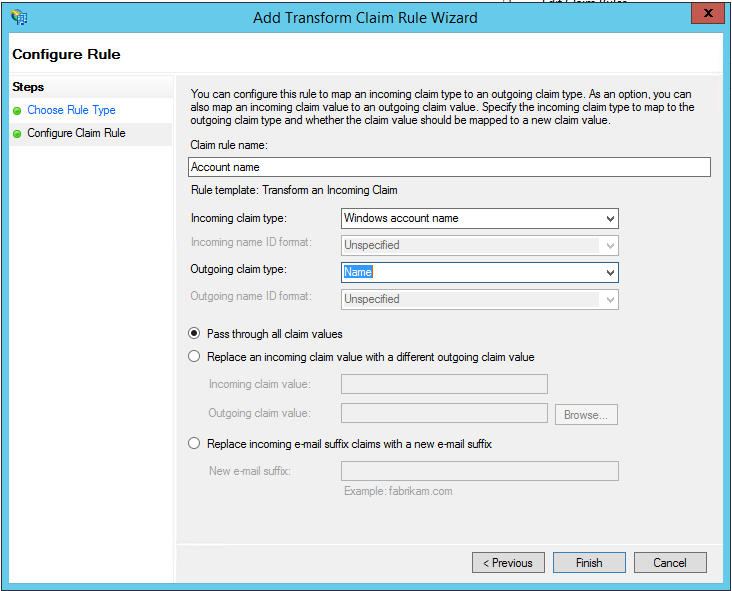 Add Transform Claim Rule Wizard
x
Configure Rule
Steps
Choose Rule Type
Configure Claim Rule
You can configure this rule to map an incoming claim type to an outgoing claim type. As an option, you can
also map an incoming claim value to an outgoing claim value. Specify the incoming claim type to map to the
outgoing claim type and whether the claim value should be mapped to a new claim value.
Claim rule name:
Account name
Rule template: Transform an Incoming Claim
Incoming claim type:
Windows account name
Incoming name ID format:
Unspecified
Outgoing claim type:
Name
Outgoing name ID format:
Unspecified
Pass through all claim values
Replace an incoming claim value with a different outgoing claim value
Incoming claim value:
Outgoing claim value:
Browse...
Replace incoming e-mail suffix claims with a new e-mail suffix
New e-mail suffix:
Example: fabrikam.com
< Previous
Finish
Cancel